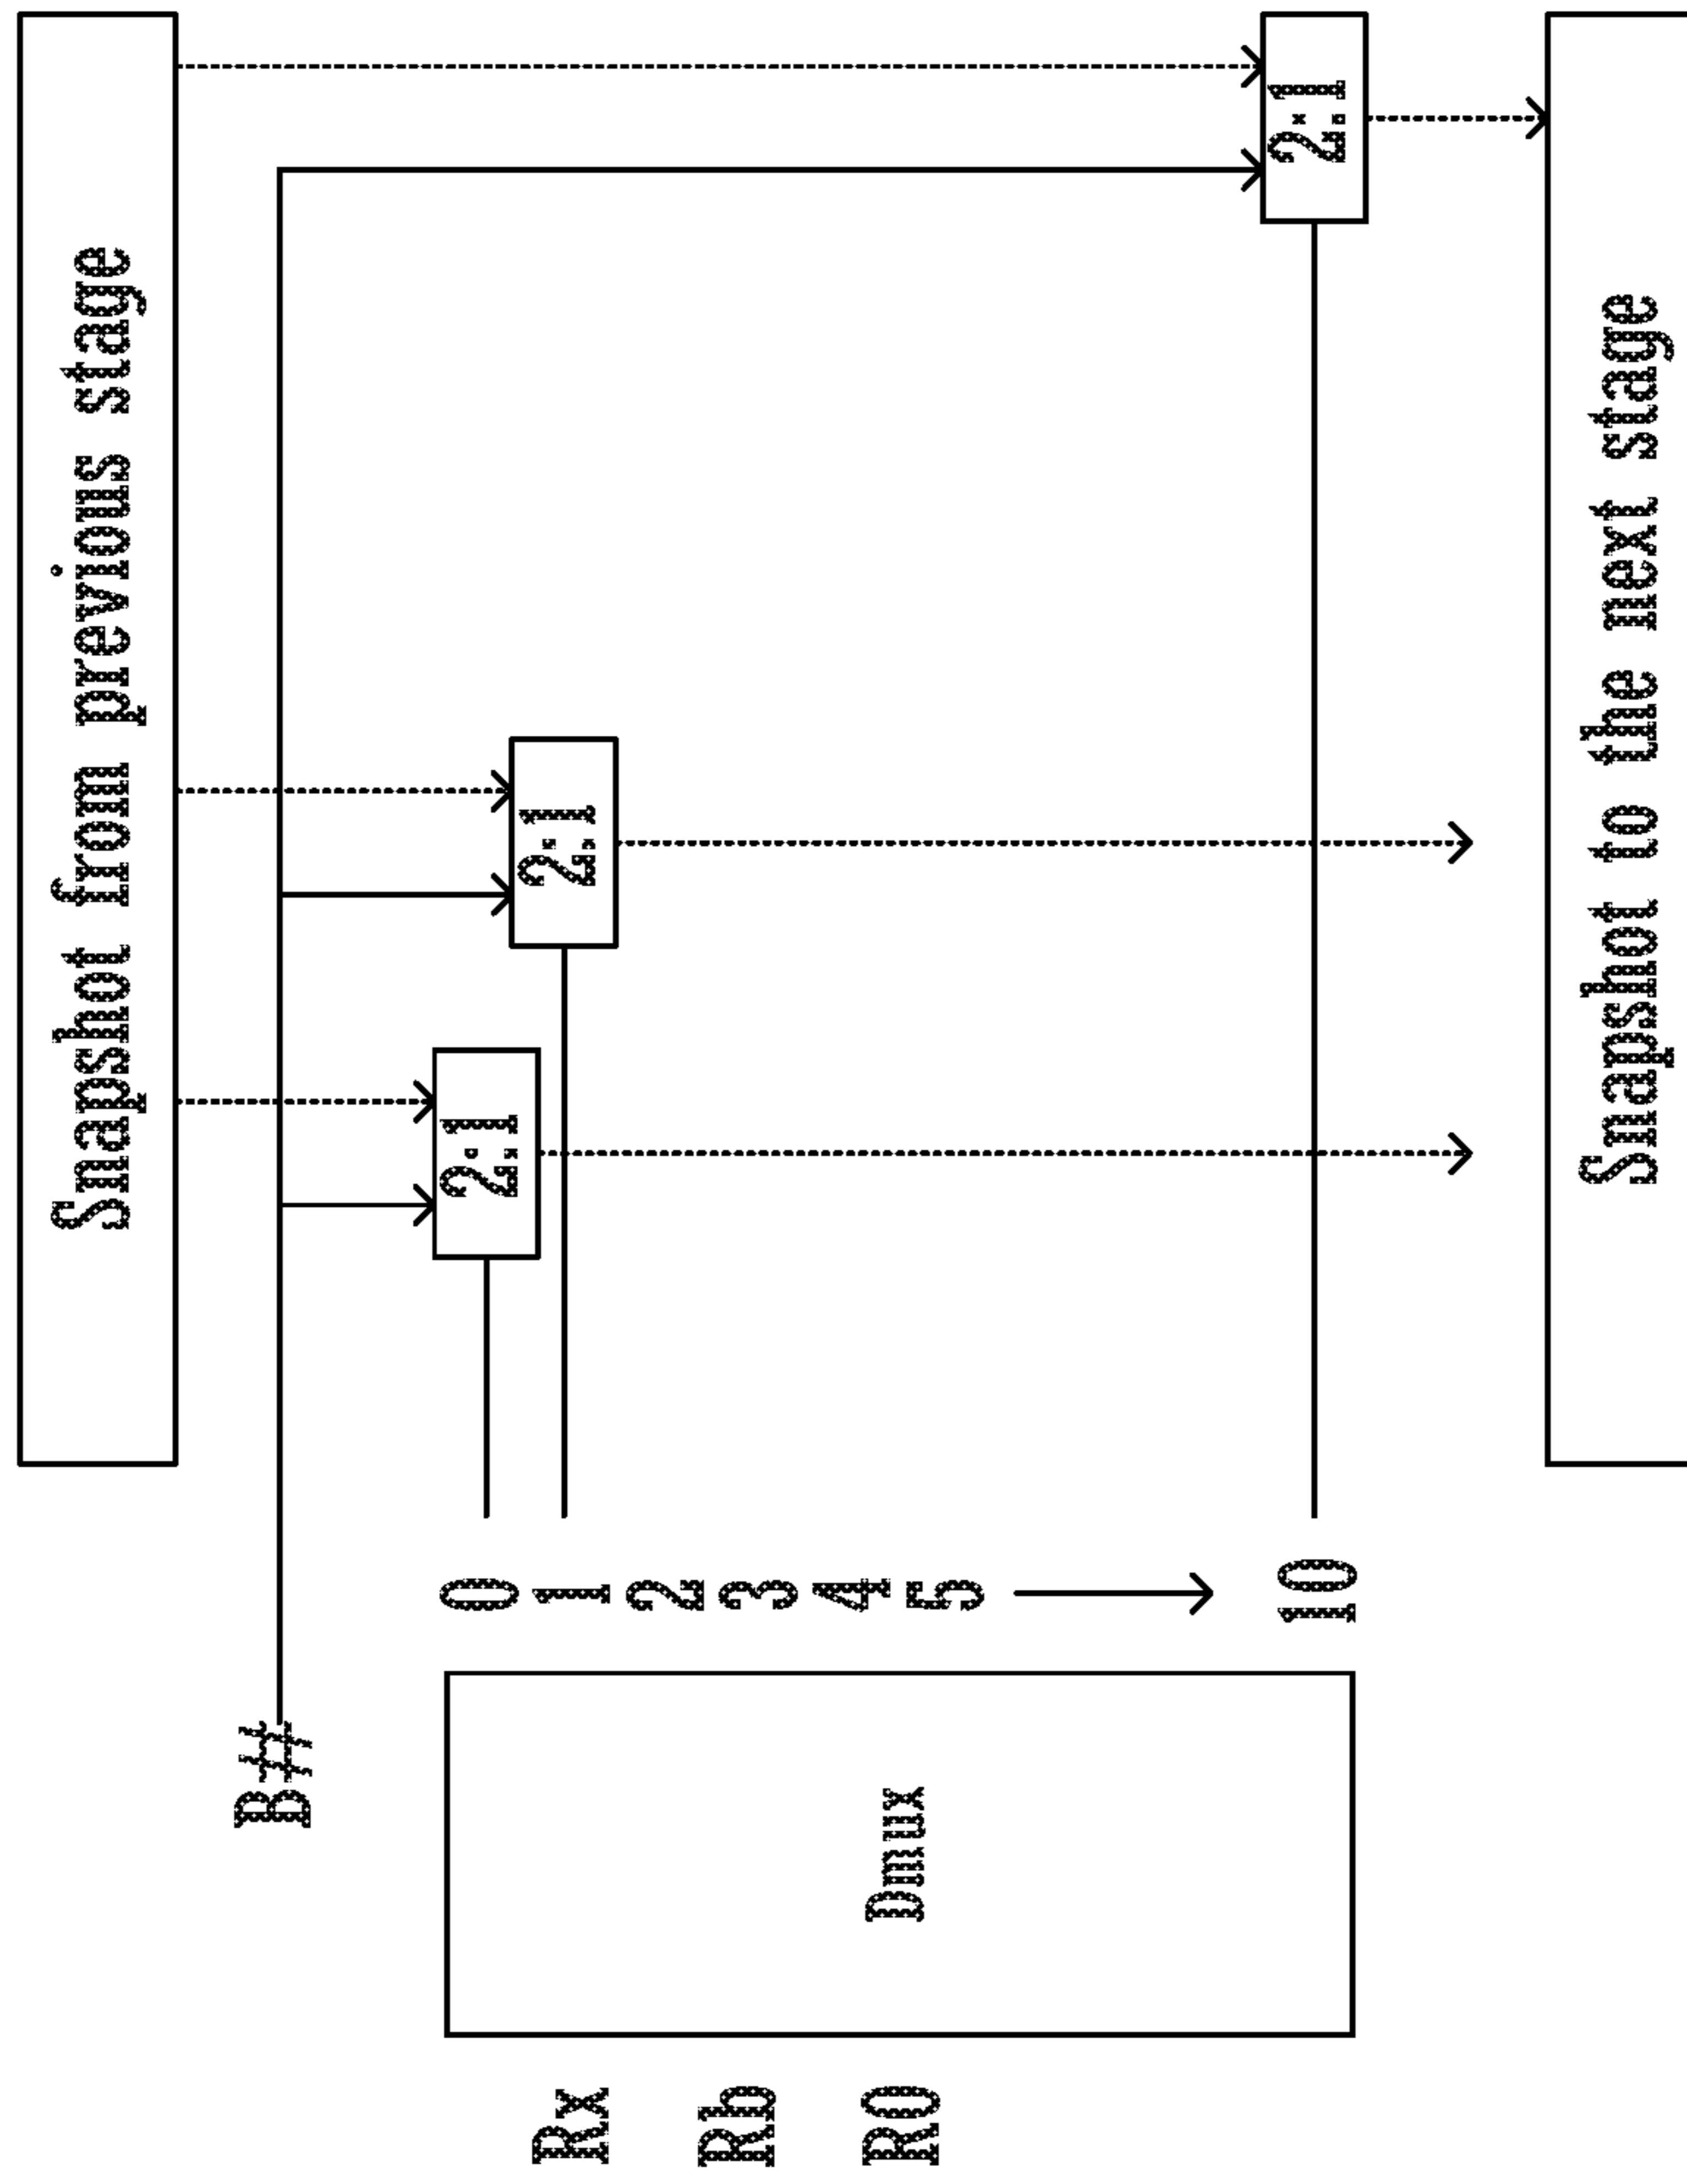 Snapshot from previous stage
B#
2:1
2:1
2:1
Rx
Rb
R0
Dmux
0
1
2
3
4
5
10
Snapshot to the next stage